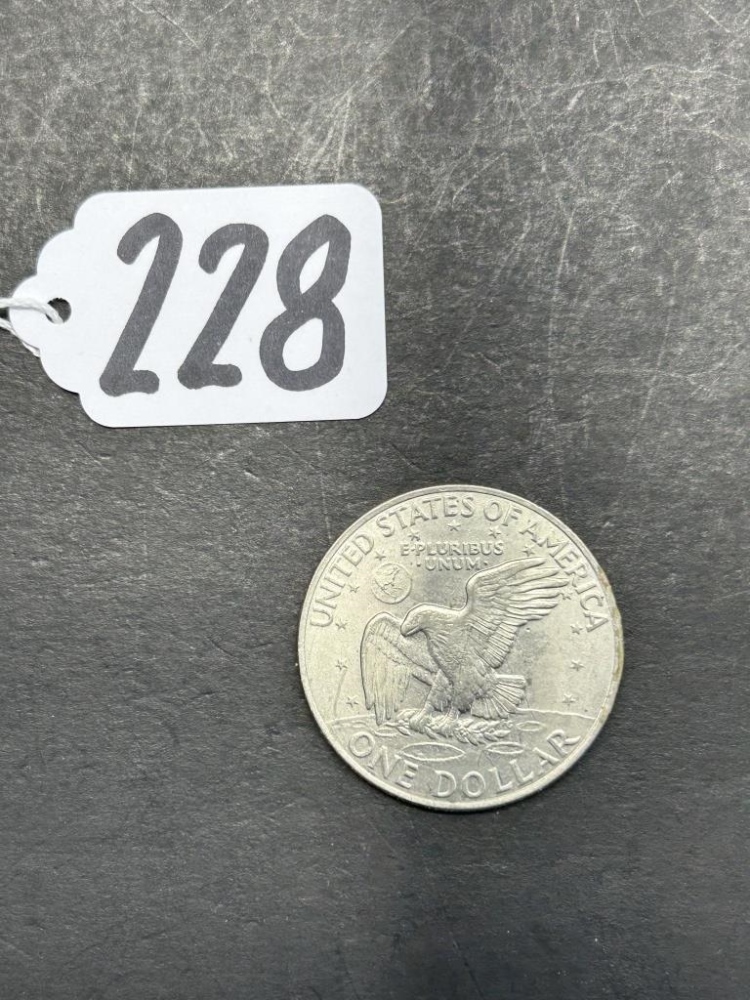 228
UNITED STATES OF AMERICA
E·PLURIBUS
·UNUM·
ONE DOLLAR